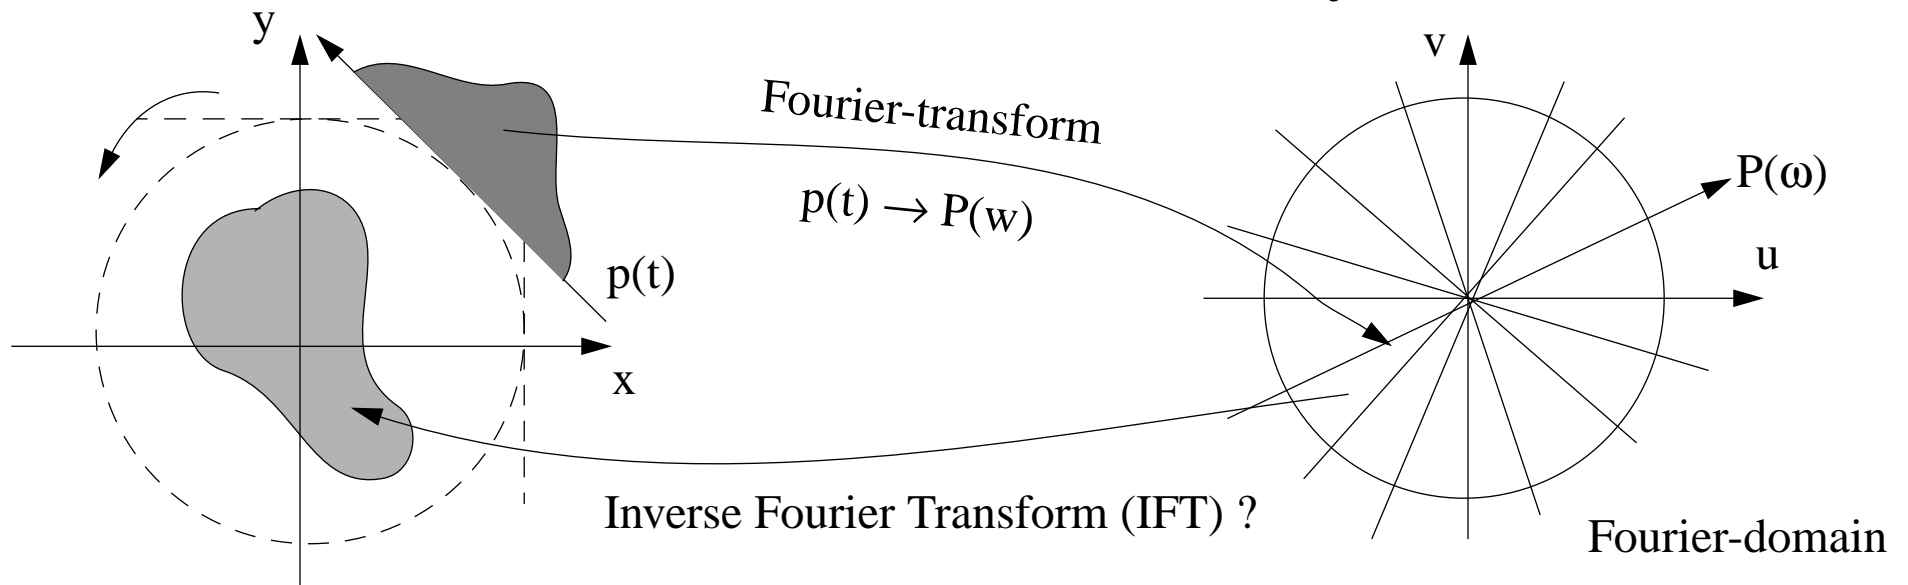 y
Fourier-transform
p(t) → P(w)
p(t)
x
Inverse Fourier Transform (IFT) ?
v
P(ω)
u
Fourier-domain